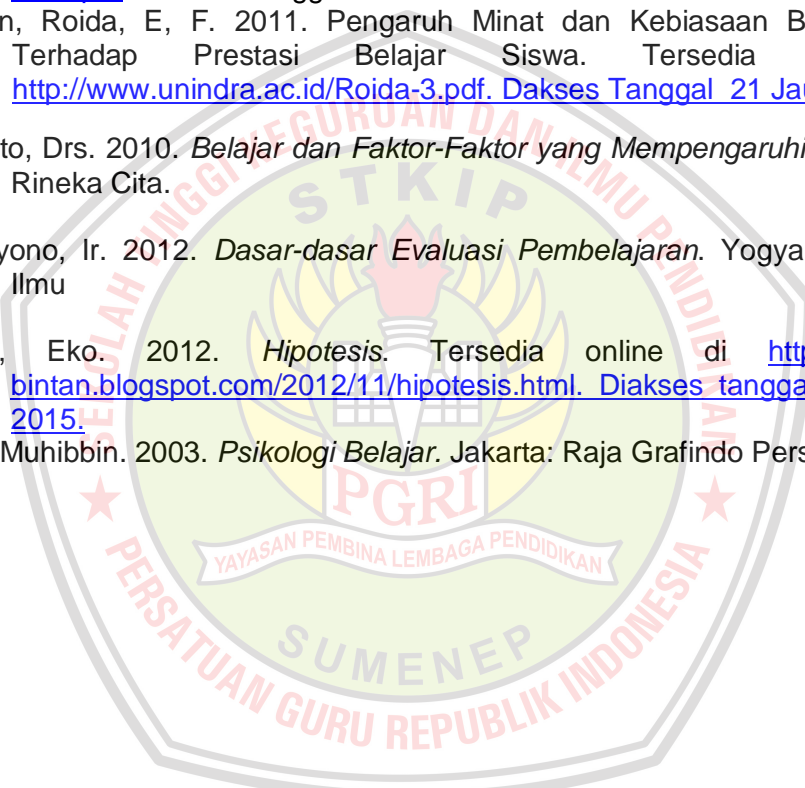 n, Roida, E, F. 2011. Pengaruh Minat dan Kebiasaan B
Terhadap Prestasi Belajar Siswa. Tersedia
http://www.unindra.ac.id/Roida-3.pdf. Dakses Tanggal 21 Jau
to, Drs. 2010. Belajar dan Faktor-Faktor yang Mempengaruhi
Rineka Cita.
yono, Ir. 2012. Dasar-dasar Evaluasi Pembelajaran. Yogya
Ilmu
, Eko. 2012. Hipotesis. Tersedia online di http
bintan.blogspot.com/2012/11/hipotesis.html. Diakses tangga
2015.
Muhibbin. 2003. Psikologi Belajar. Jakarta: Raja Grafindo Pers
SEKOLAH TINGGI KEGURUAN DAN ILMU PENDIDIKAN
STKIP
PGRI
YAYASAN PEMBINA LEMBAGA PENDIDIKAN
SUMENEP
PERSATUAN GURU REPUBLIK INDONESIA